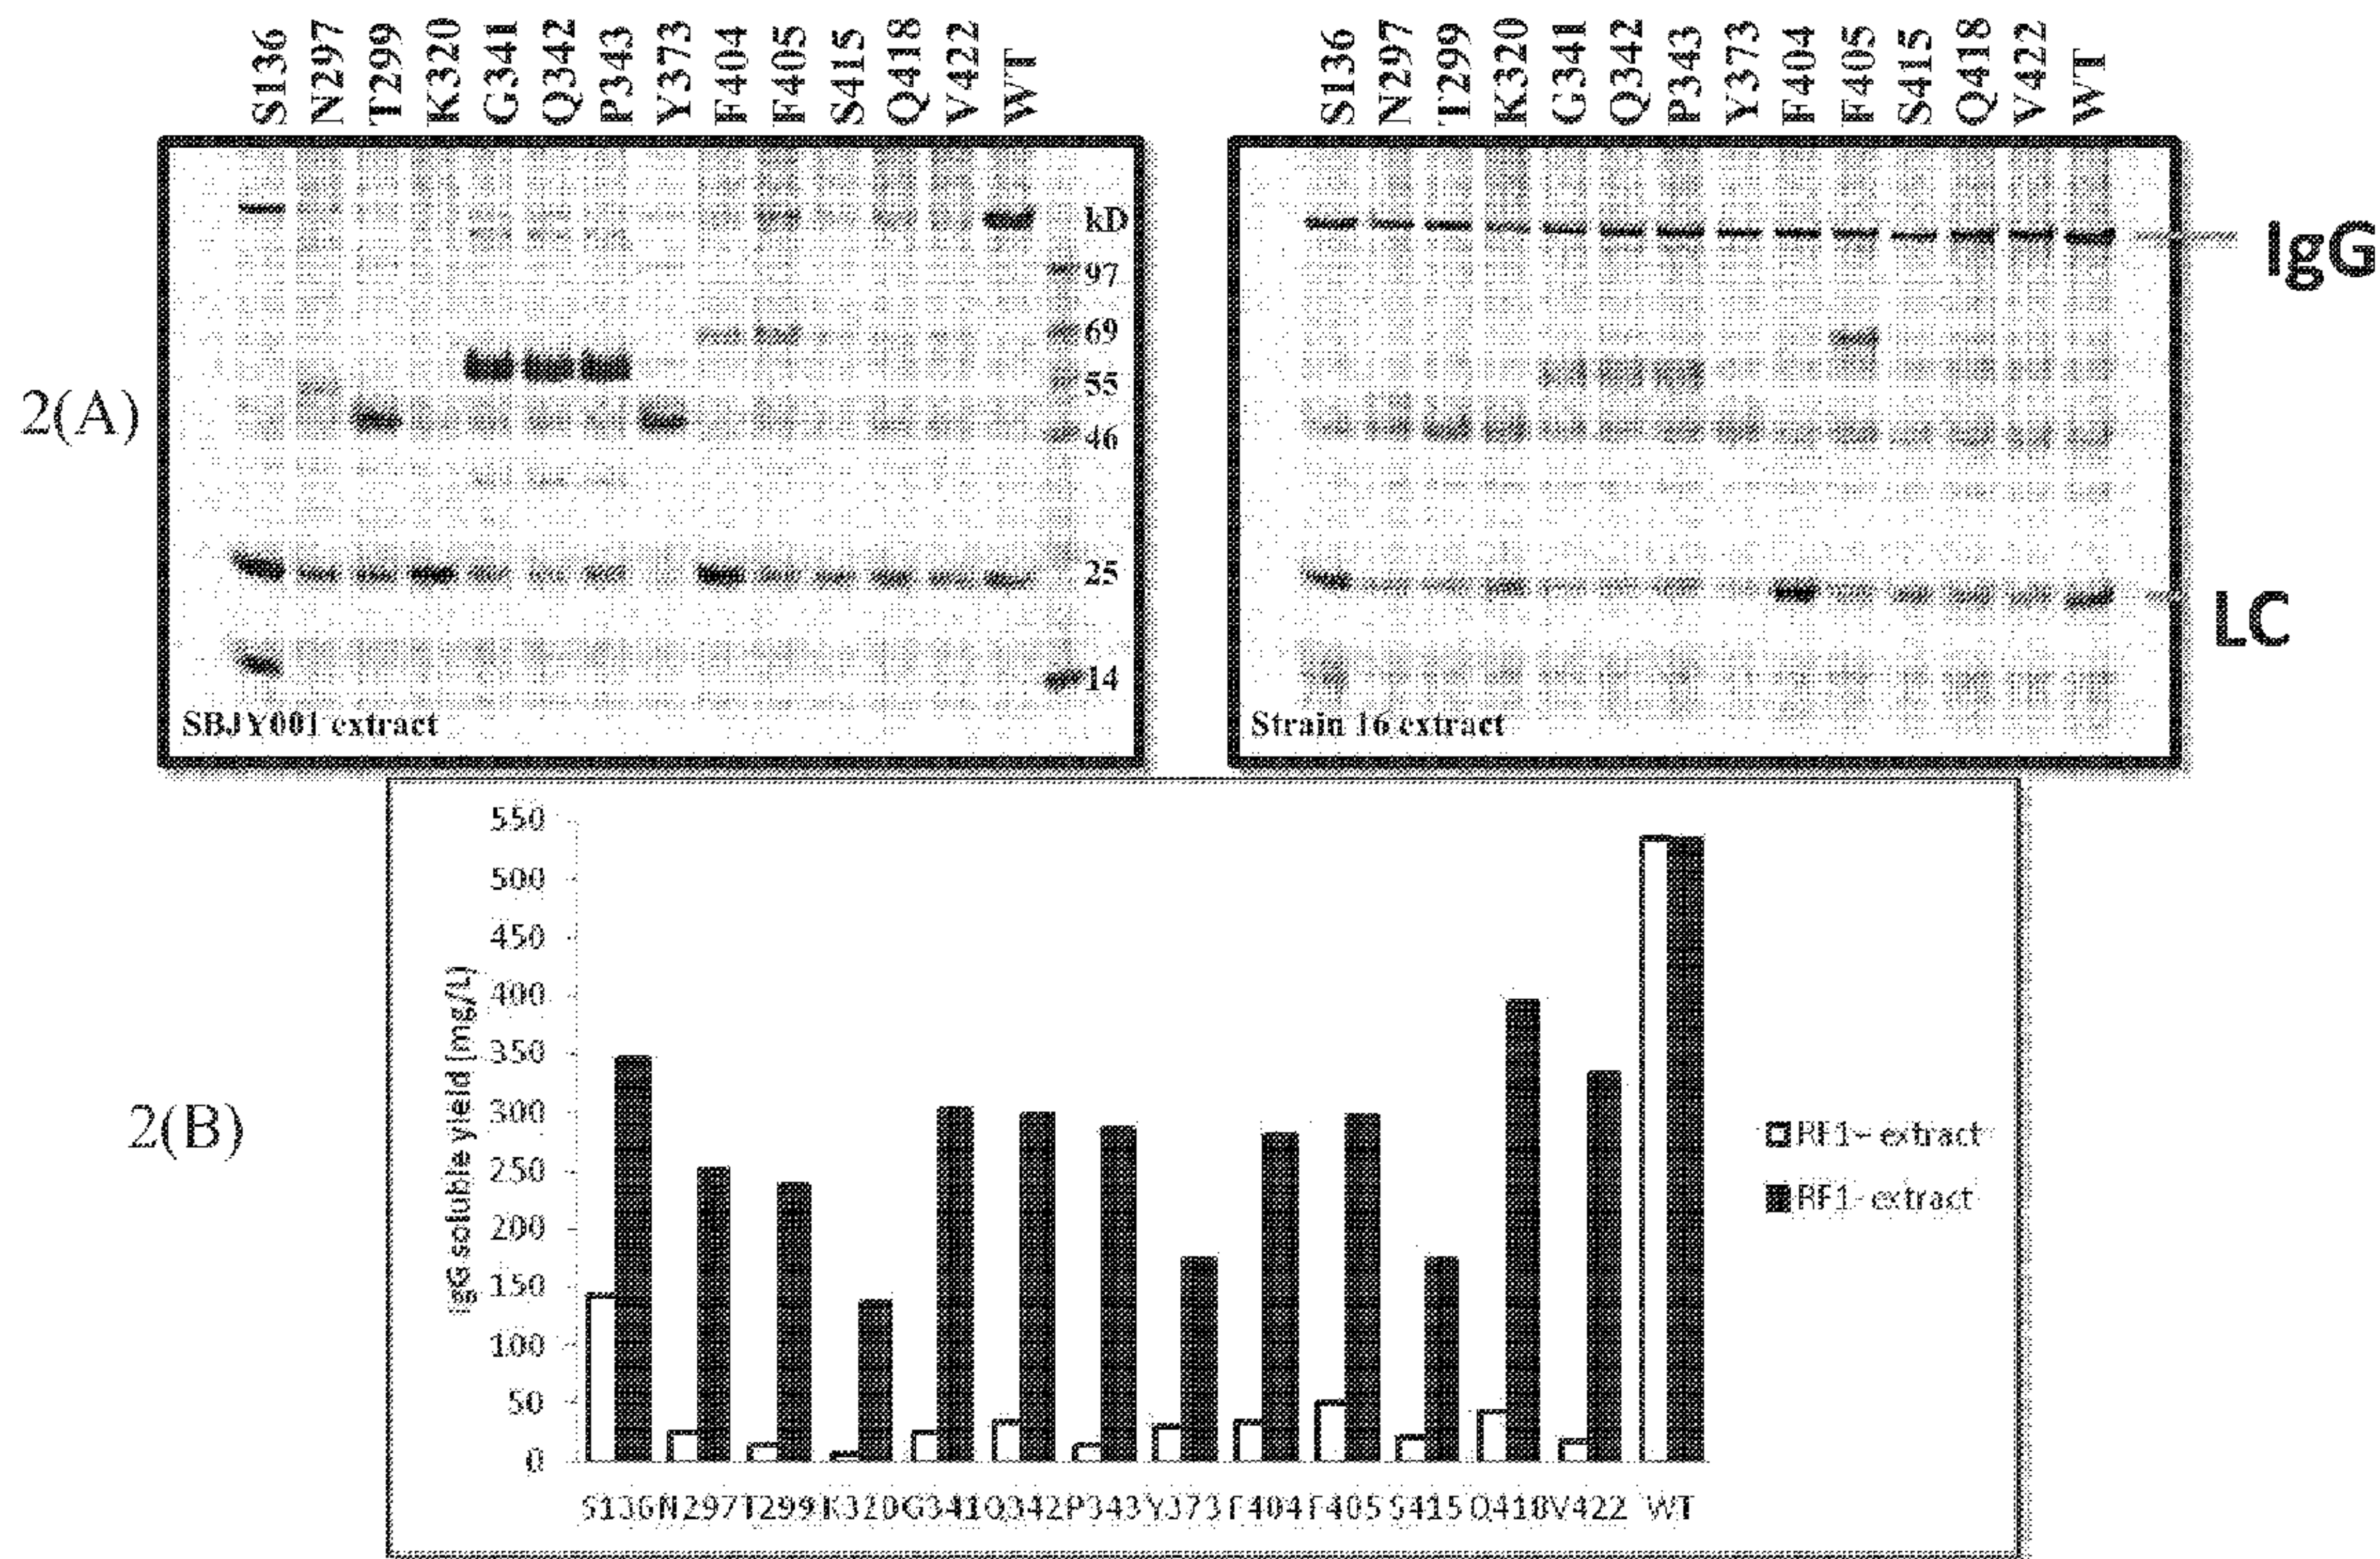 S136 N297 T299 K320 G341 Q342 P343 Y373 F404 F405 S415 Q418 V422 WT
S136 N297 T299 K320 G341 Q342 P343 Y373 F404 F405 S415 Q418 V422 WT
2(A)
kD
97
69
55
46
25
14
SBJY001 extract
IgG
LC
Strain 16 extract
2(B)
IgG soluble yield (mg/L)
550
500
450
400
350
300
250
200
150
100
50
0
S136 N297 T299 K320 G341 Q342 P343 Y373 F404 F405 S415 Q418 V422 WT
RF1+ extract
RF1- extract